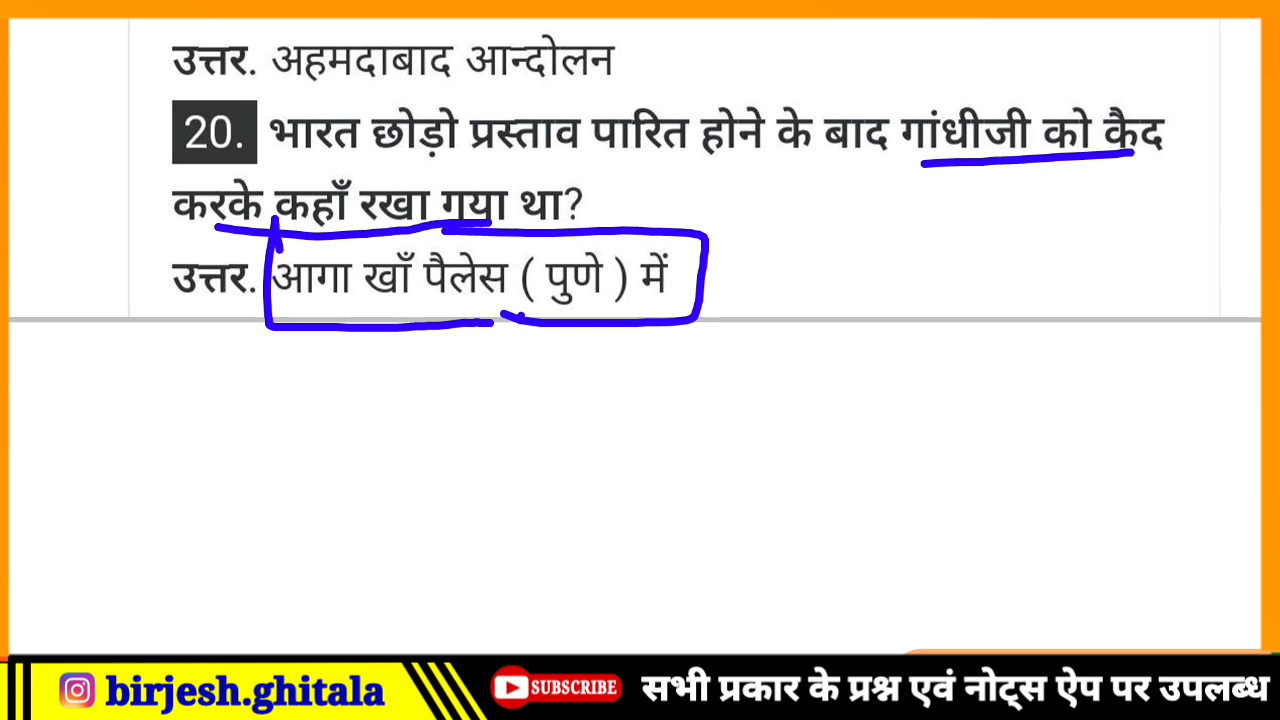 उत्तर. अहमदाबाद आन्दोलन
20. भारत छोड़ो प्रस्ताव पारित होने के बाद गांधीजी को कैद
करके कहाँ रखा गया था?
उत्तर. आगा खाँ पैलेस ( पुणे ) में
birjesh.ghitala SUBSCRIBE सभी प्रकार के प्रश्न एवं नोट्स ऐप पर उपलब्ध